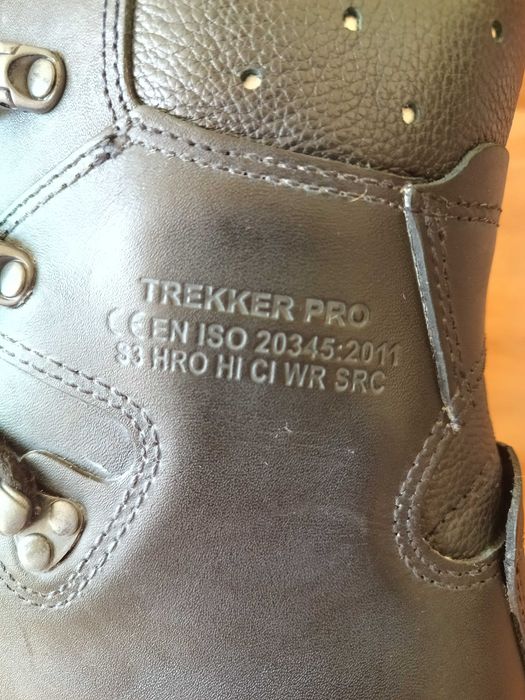 TREKKER PRO
CE EN ISO 20345:2011
S3 HRO HI CI WR SRC